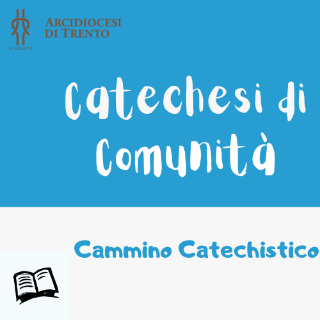 Arcidiocesi
di Trento
Catechesi di
Comunità
Cammino Catechistico